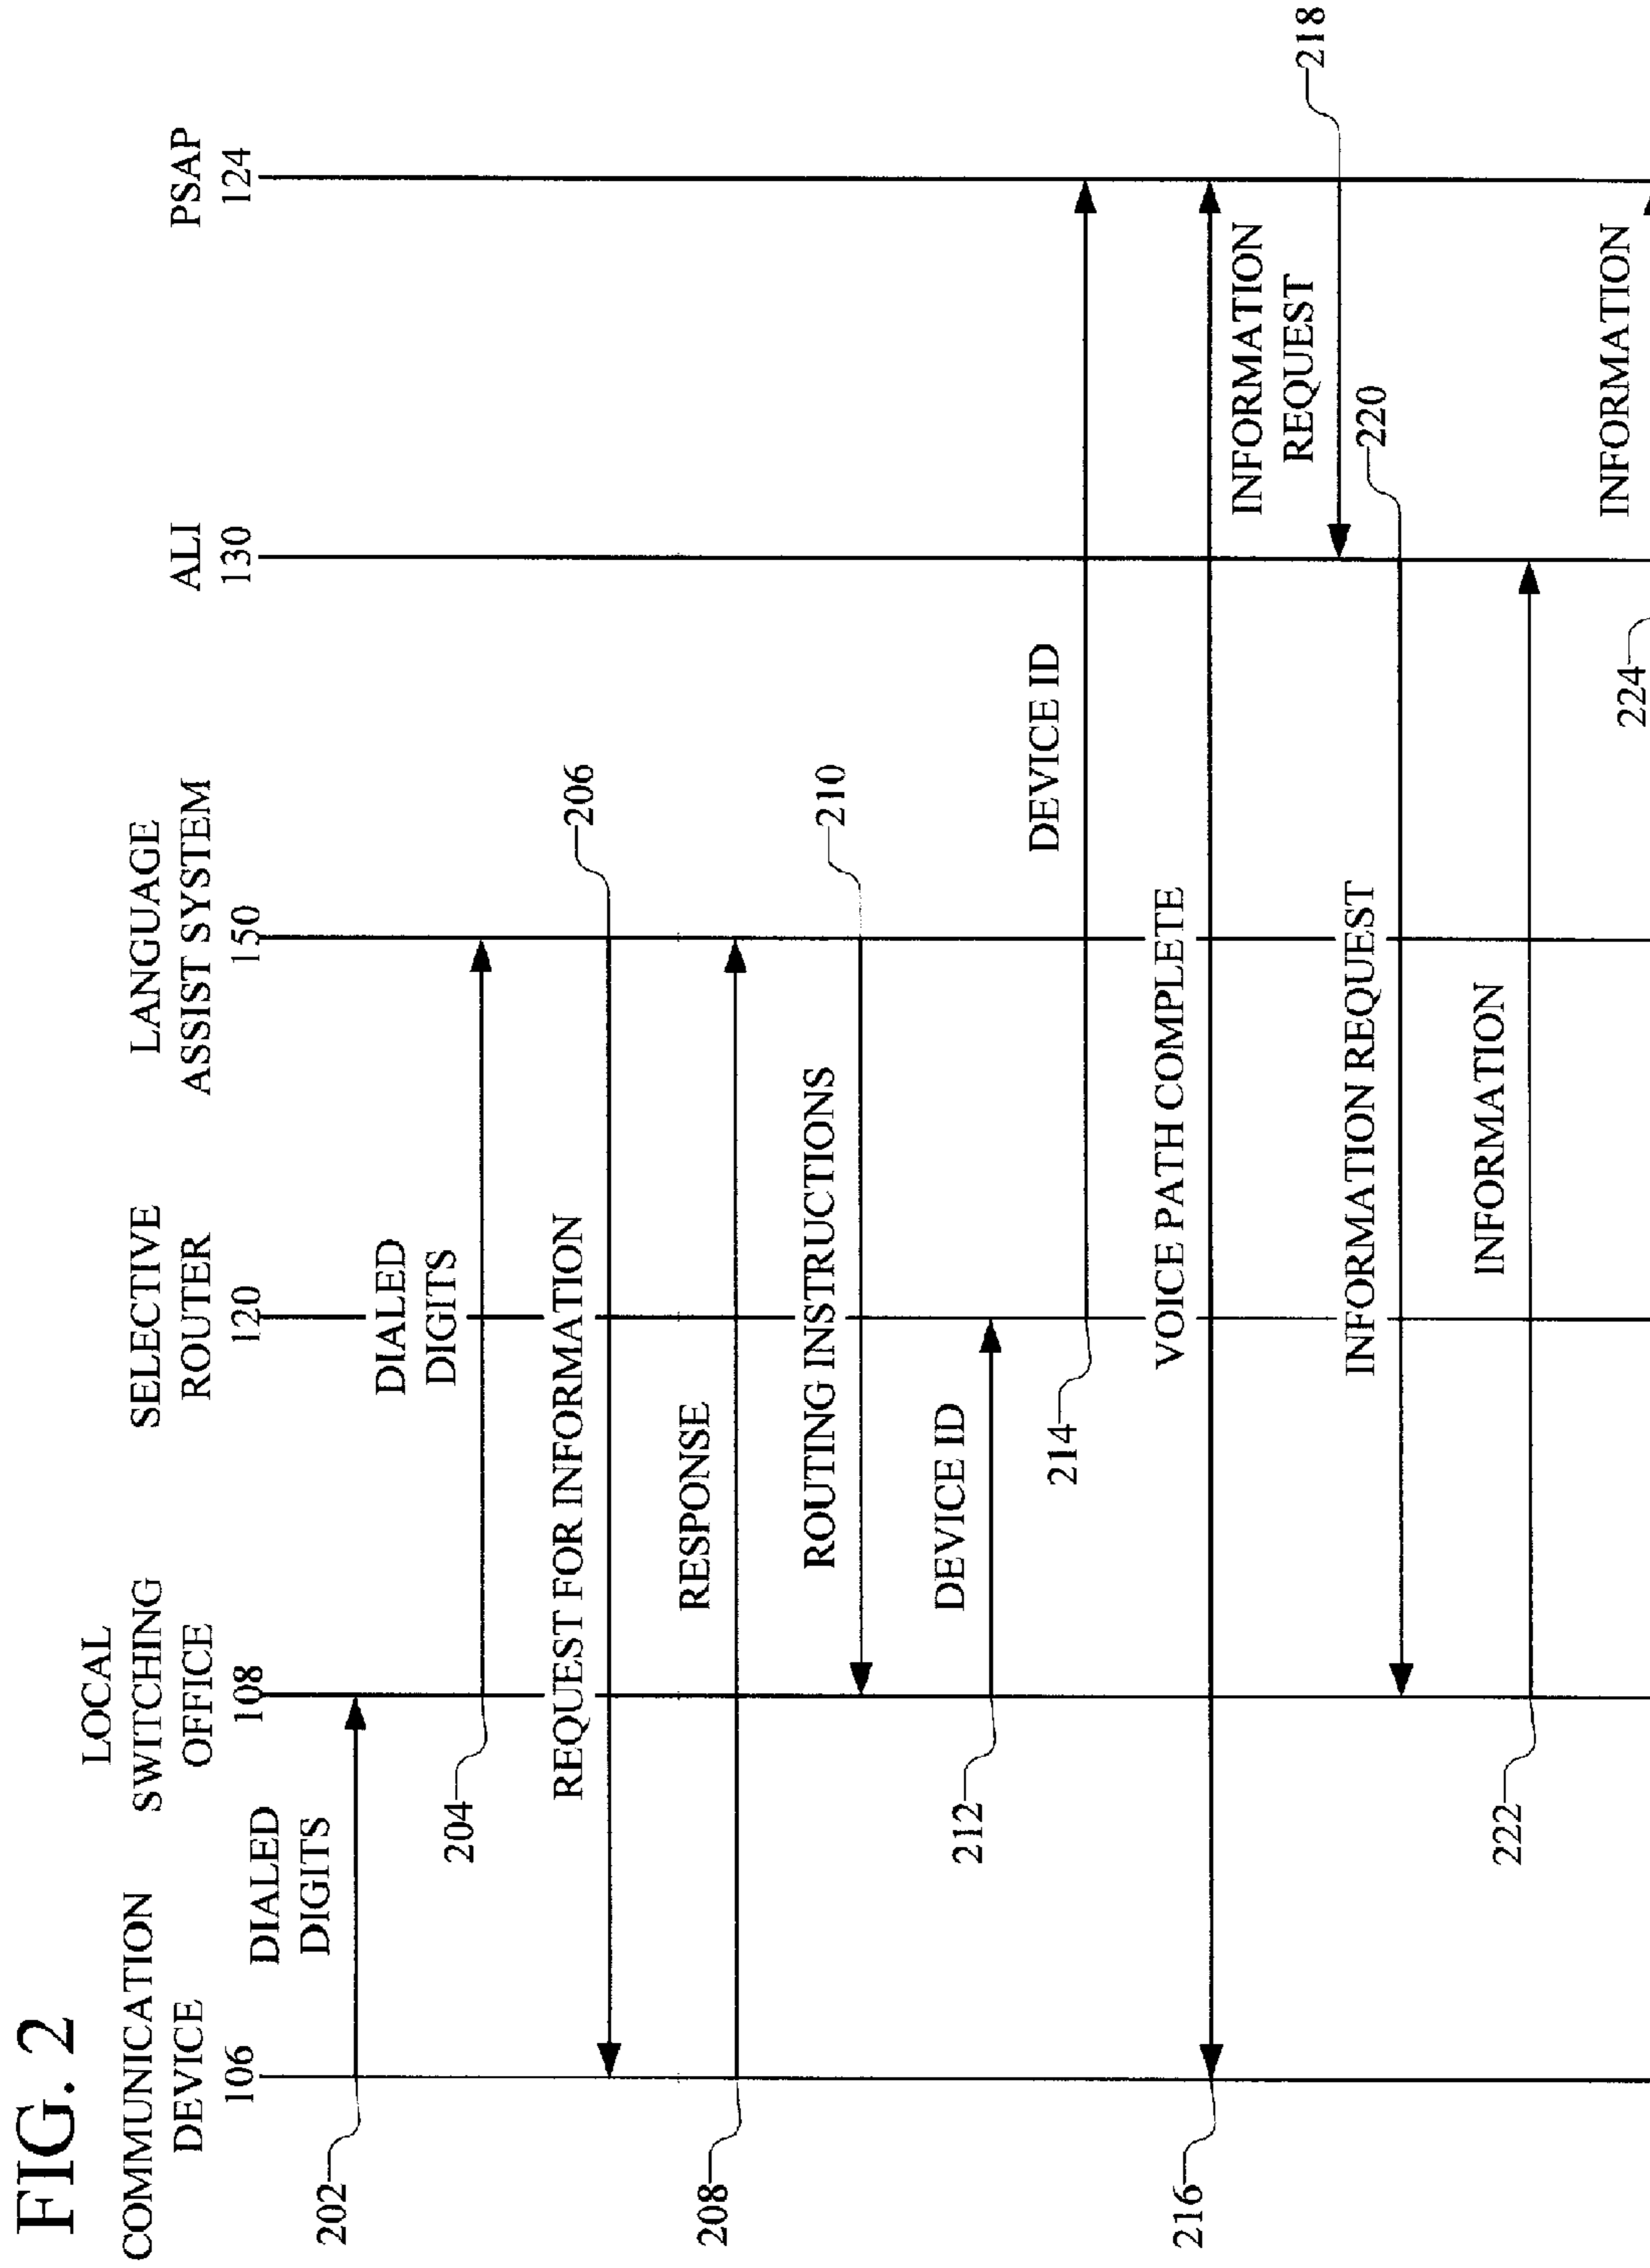 FIG. 2
COMMUNICATION
DEVICE
106
LOCAL
SWITCHING
OFFICE
108
SELECTIVE
ROUTER
120
LANGUAGE
ASSIST SYSTEM
150
ALI
130
PSAP
124
202
DIALED
DIGITS
204
DIALED
DIGITS
REQUEST FOR INFORMATION
206
208
RESPONSE
ROUTING INSTRUCTIONS
210
212
DEVICE ID
214
DEVICE ID
216
VOICE PATH COMPLETE
INFORMATION
REQUEST
218
INFORMATION REQUEST
220
222
INFORMATION
224
INFORMATION